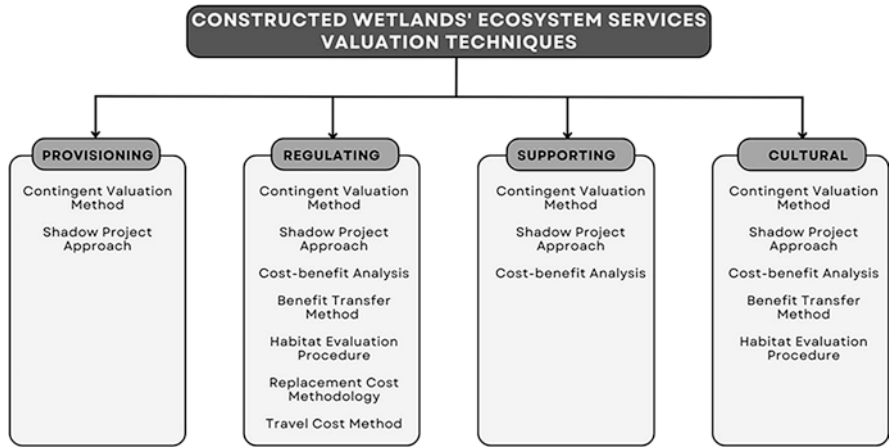 CONSTRUCTED WETLANDS' ECOSYSTEM SERVICES
VALUATION TECHNIQUES
PROVISIONING
Contingent Valuation
Method
Shadow Project
Approach
REGULATING
Contingent Valuation
Method
Shadow Project
Approach
Cost-benefit Analysis
Benefit Transfer
Method
Habitat Evaluation
Procedure
Replacement Cost
Methodology
Travel Cost Method
SUPPORTING
Contingent Valuation
Method
Shadow Project
Approach
Cost-benefit Analysis
CULTURAL
Contingent Valuation
Method
Shadow Project
Approach
Cost-benefit Analysis
Benefit Transfer
Method
Habitat Evaluation
Procedure